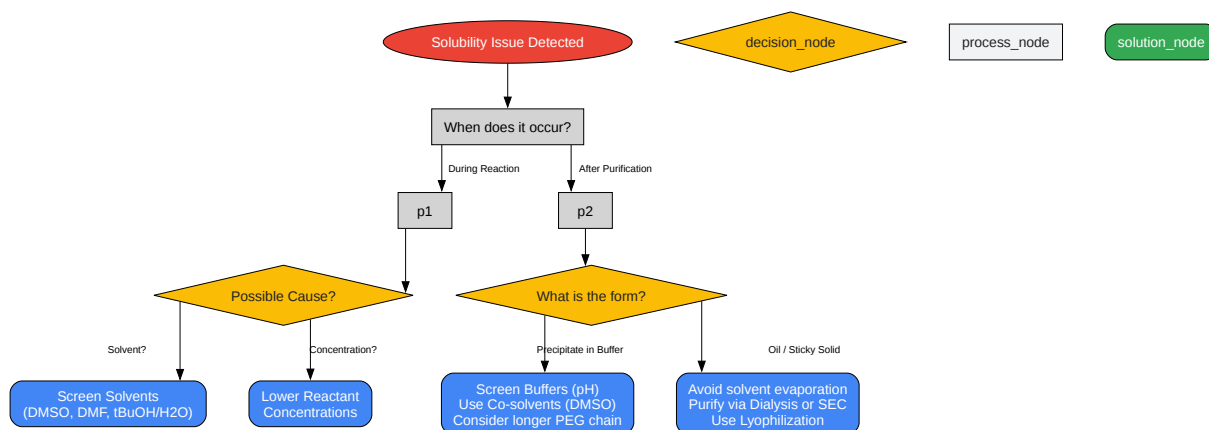 Solubility Issue Detected
decision_node
process_node
solution_node
When does it occur?
During Reaction
After Purification
p1
p2
Possible Cause?
What is the form?
Solvent?
Concentration?
Precipitate in Buffer
Oil / Sticky Solid
Screen Solvents
(DMSO, DMF, tBuOH/H2O)
Lower Reactant
Concentrations
Screen Buffers (pH)
Use Co-solvents (DMSO)
Consider longer PEG chain
Avoid solvent evaporation
Purify via Dialysis or SEC
Use Lyophilization